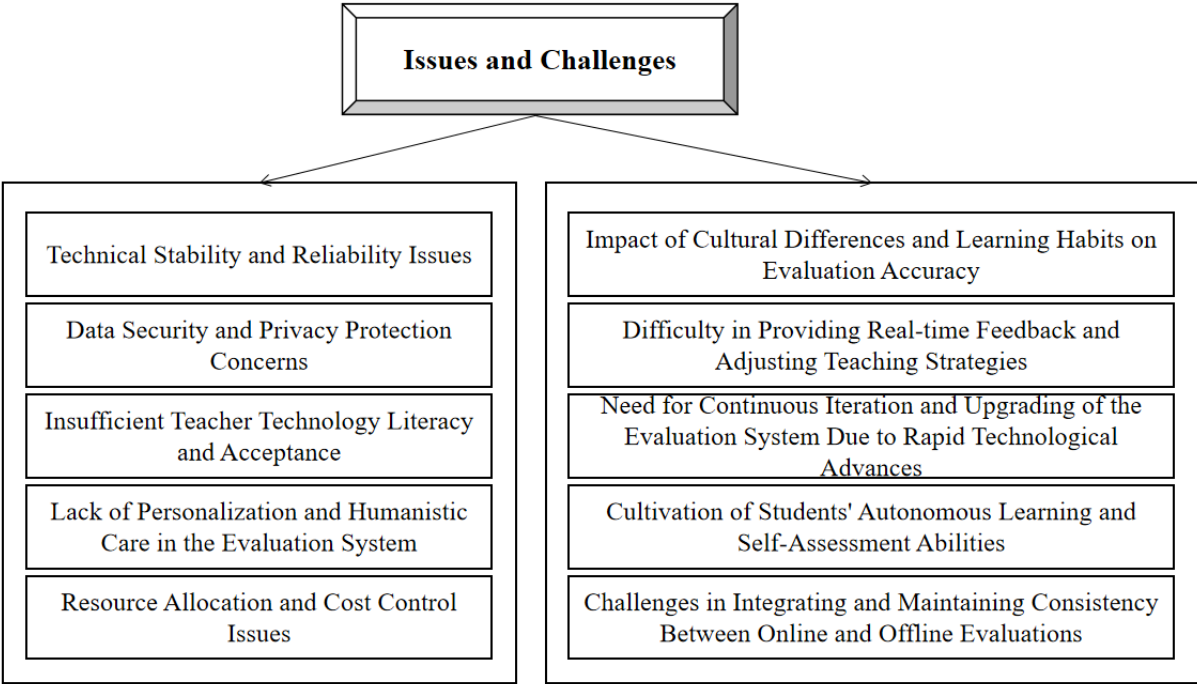 Issues and Challenges
Technical Stability and Reliability Issues
Data Security and Privacy Protection
Concerns
Insufficient Teacher Technology Literacy
and Acceptance
Lack of Personalization and Humanistic
Care in the Evaluation System
Resource Allocation and Cost Control
Issues
Impact of Cultural Differences and Learning Habits on
Evaluation Accuracy
Difficulty in Providing Real-time Feedback and
Adjusting Teaching Strategies
Need for Continuous Iteration and Upgrading of the
Evaluation System Due to Rapid Technological
Advances
Cultivation of Students' Autonomous Learning and
Self-Assessment Abilities
Challenges in Integrating and Maintaining Consistency
Between Online and Offline Evaluations